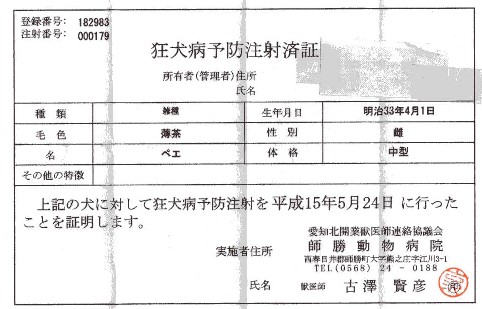 登録番号: 182983
注射番号: 000179
狂犬病予防注射済証
所有者(管理者)住所
氏名
種類 雑種 生年月日 明治33年4月1日
毛色 薄茶 性別 雌
名 ペエ 体格 中型
その他の特徴
上記の犬に対して狂犬病予防注射を平成15年5月24日に行った
ことを証明します。
愛知北開業獣医師連絡協議会
実施者住所 師勝動物病院
西春日井郡師勝町大字熊之庄字江川3-1
TEL(0568) 24 - 0188
氏名 獣医師 古澤 賢彦 印